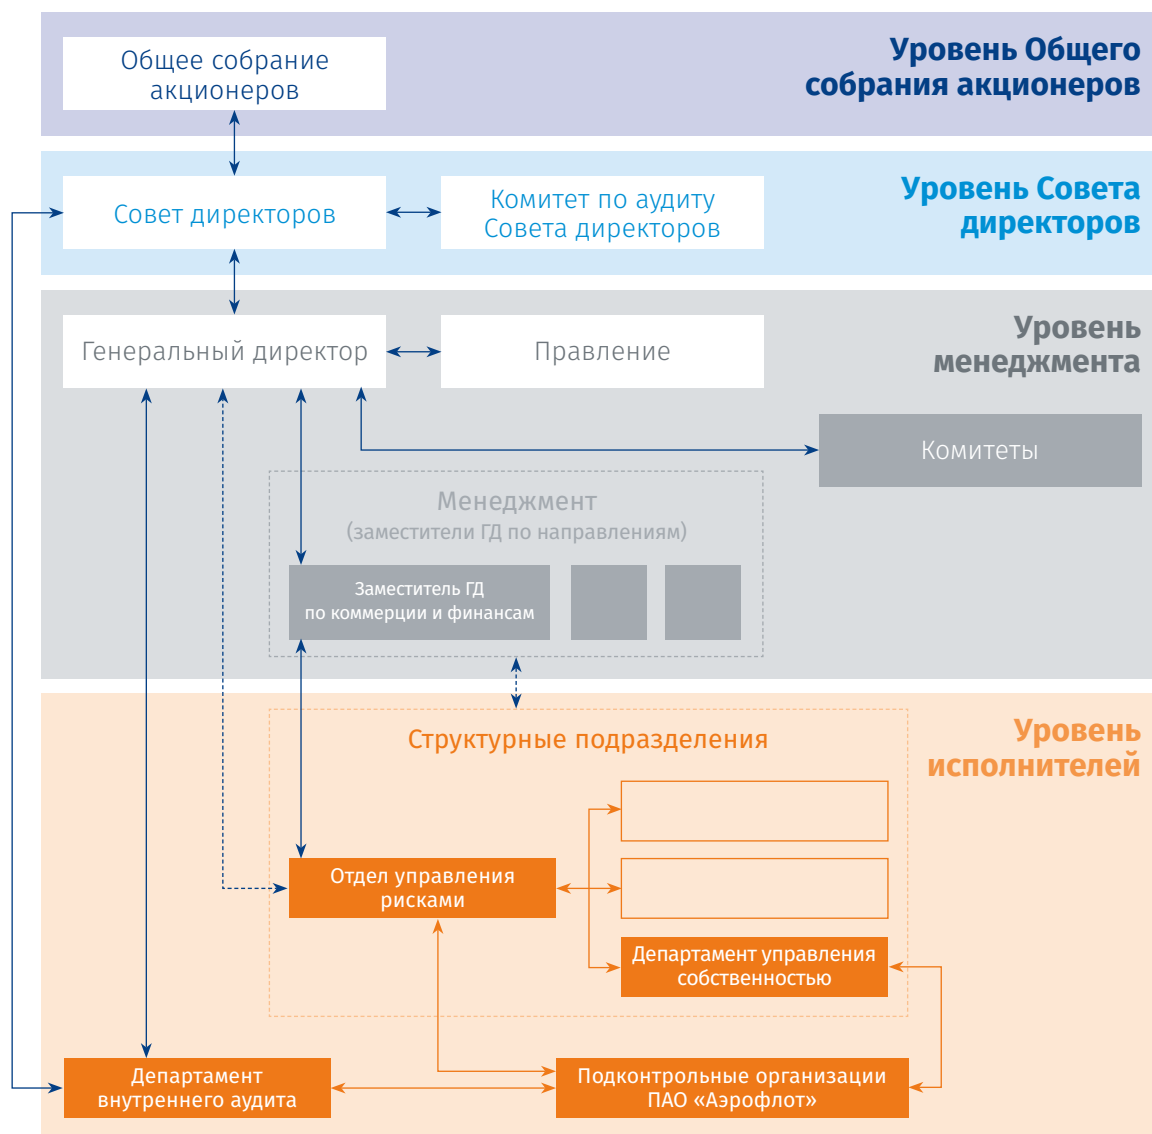 Общее собрание
акционеров
Уровень Общего
собрания акционеров
Совет директоров
Комитет по аудиту
Совета директоров
Уровень Совета
директоров
Генеральный директор
Правление
Уровень
менеджмента
Комитеты
Менеджмент
(заместители ГД по направлениям)
Заместитель ГД
по коммерции и финансам
Структурные подразделения
Уровень
исполнителей
Отдел управления
рисками
Департамент управления
собственностью
Департамент
внутреннего аудита
Подконтрольные организации
ПАО «Аэрофлот»